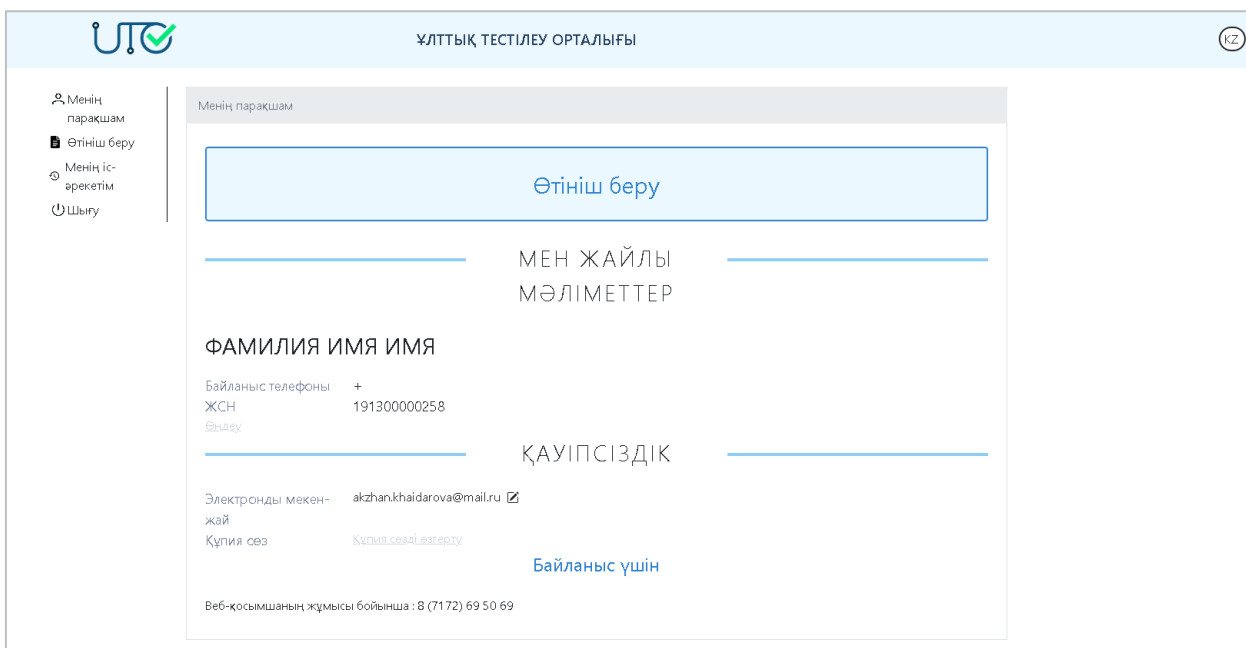 ҰЛТТЫҚ ТЕСТІЛЕУ ОРТАЛЫҒЫ
KZ
Менің
парақшам
Өтініш беру
Менің іс-
әрекетім
Шығу
Менің парақшам
Өтініш беру
МЕН ЖАЙЛЫ
МӘЛІМЕТТЕР
ФАМИЛИЯ ИМЯ ИМЯ
Байланыс телефоны +
ЖСН 191300000258
Өңдеу
ҚАУІПСІЗДІК
Электронды мекен- akzhan.khaidarova@mail.ru
жай
Құпия сөз Құпия сөзді өзгерту
Байланыс үшін
Веб-қосымшаның жұмысы бойынша : 8 (7172) 69 50 69